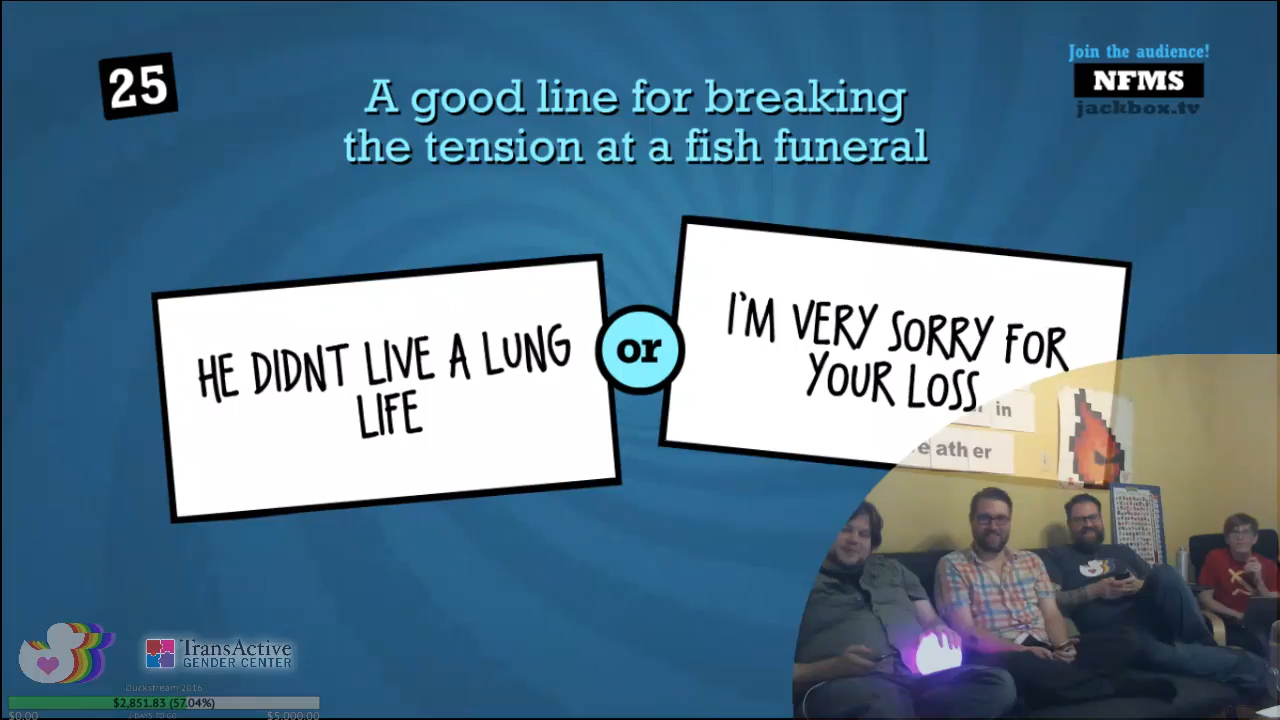 25
Join the audience!
NFMS
jackbox.tv
A good line for breaking
the tension at a fish funeral
HE DIDNT LIVE A LUNG
LIFE
or
I'M VERY SORRY FOR
YOUR LOSS
in
ather
TransActive
GENDER CENTER
Duckstream 2016
$2,851.83 (57.04%)
$0.00
$5,000.00